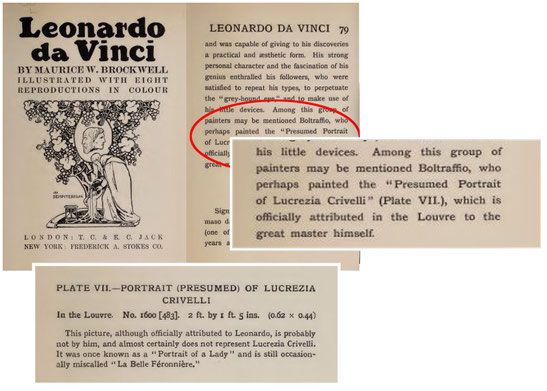 Leonardo
da Vinci
BY MAURICE W. BROCKWELL
ILLUSTRATED WITH EIGHT
REPRODUCTIONS IN COLOUR
LONDON: T. C. & E. C. JACK
NEW YORK: FREDERICK A. STOKES CO.
LEONARDO DA VINCI 79
and was capable of giving to his discoveries
a practical and æsthetic form. His strong
personal character and the fascination of his
genius enthralled his followers, who were
satisfied to repeat his types, to perpetuate
the "grey-hound eye," and to make use of
his little devices. Among this group of
painters may be mentioned Boltraffio, who
perhaps painted the "Presumed Portrait
of Lucre
officially
great
Sign
maso d
(one of
years a
his little devices. Among this group of
painters may be mentioned Boltraffio, who
perhaps painted the "Presumed Portrait
of Lucrezia Crivelli" (Plate VII.), which is
officially attributed in the Louvre to the
great master himself.
PLATE VII.—PORTRAIT (PRESUMED) OF LUCREZIA
CRIVELLI
In the Louvre. No. 1600 [483]. 2 ft. by 1 ft. 5 ins. (0.62 × 0.44)
This picture, although officially attributed to Leonardo, is probably
not by him, and almost certainly does not represent Lucrezia Crivelli.
It was once known as a "Portrait of a Lady" and is still occasion-
ally miscalled "La Belle Féronnière."